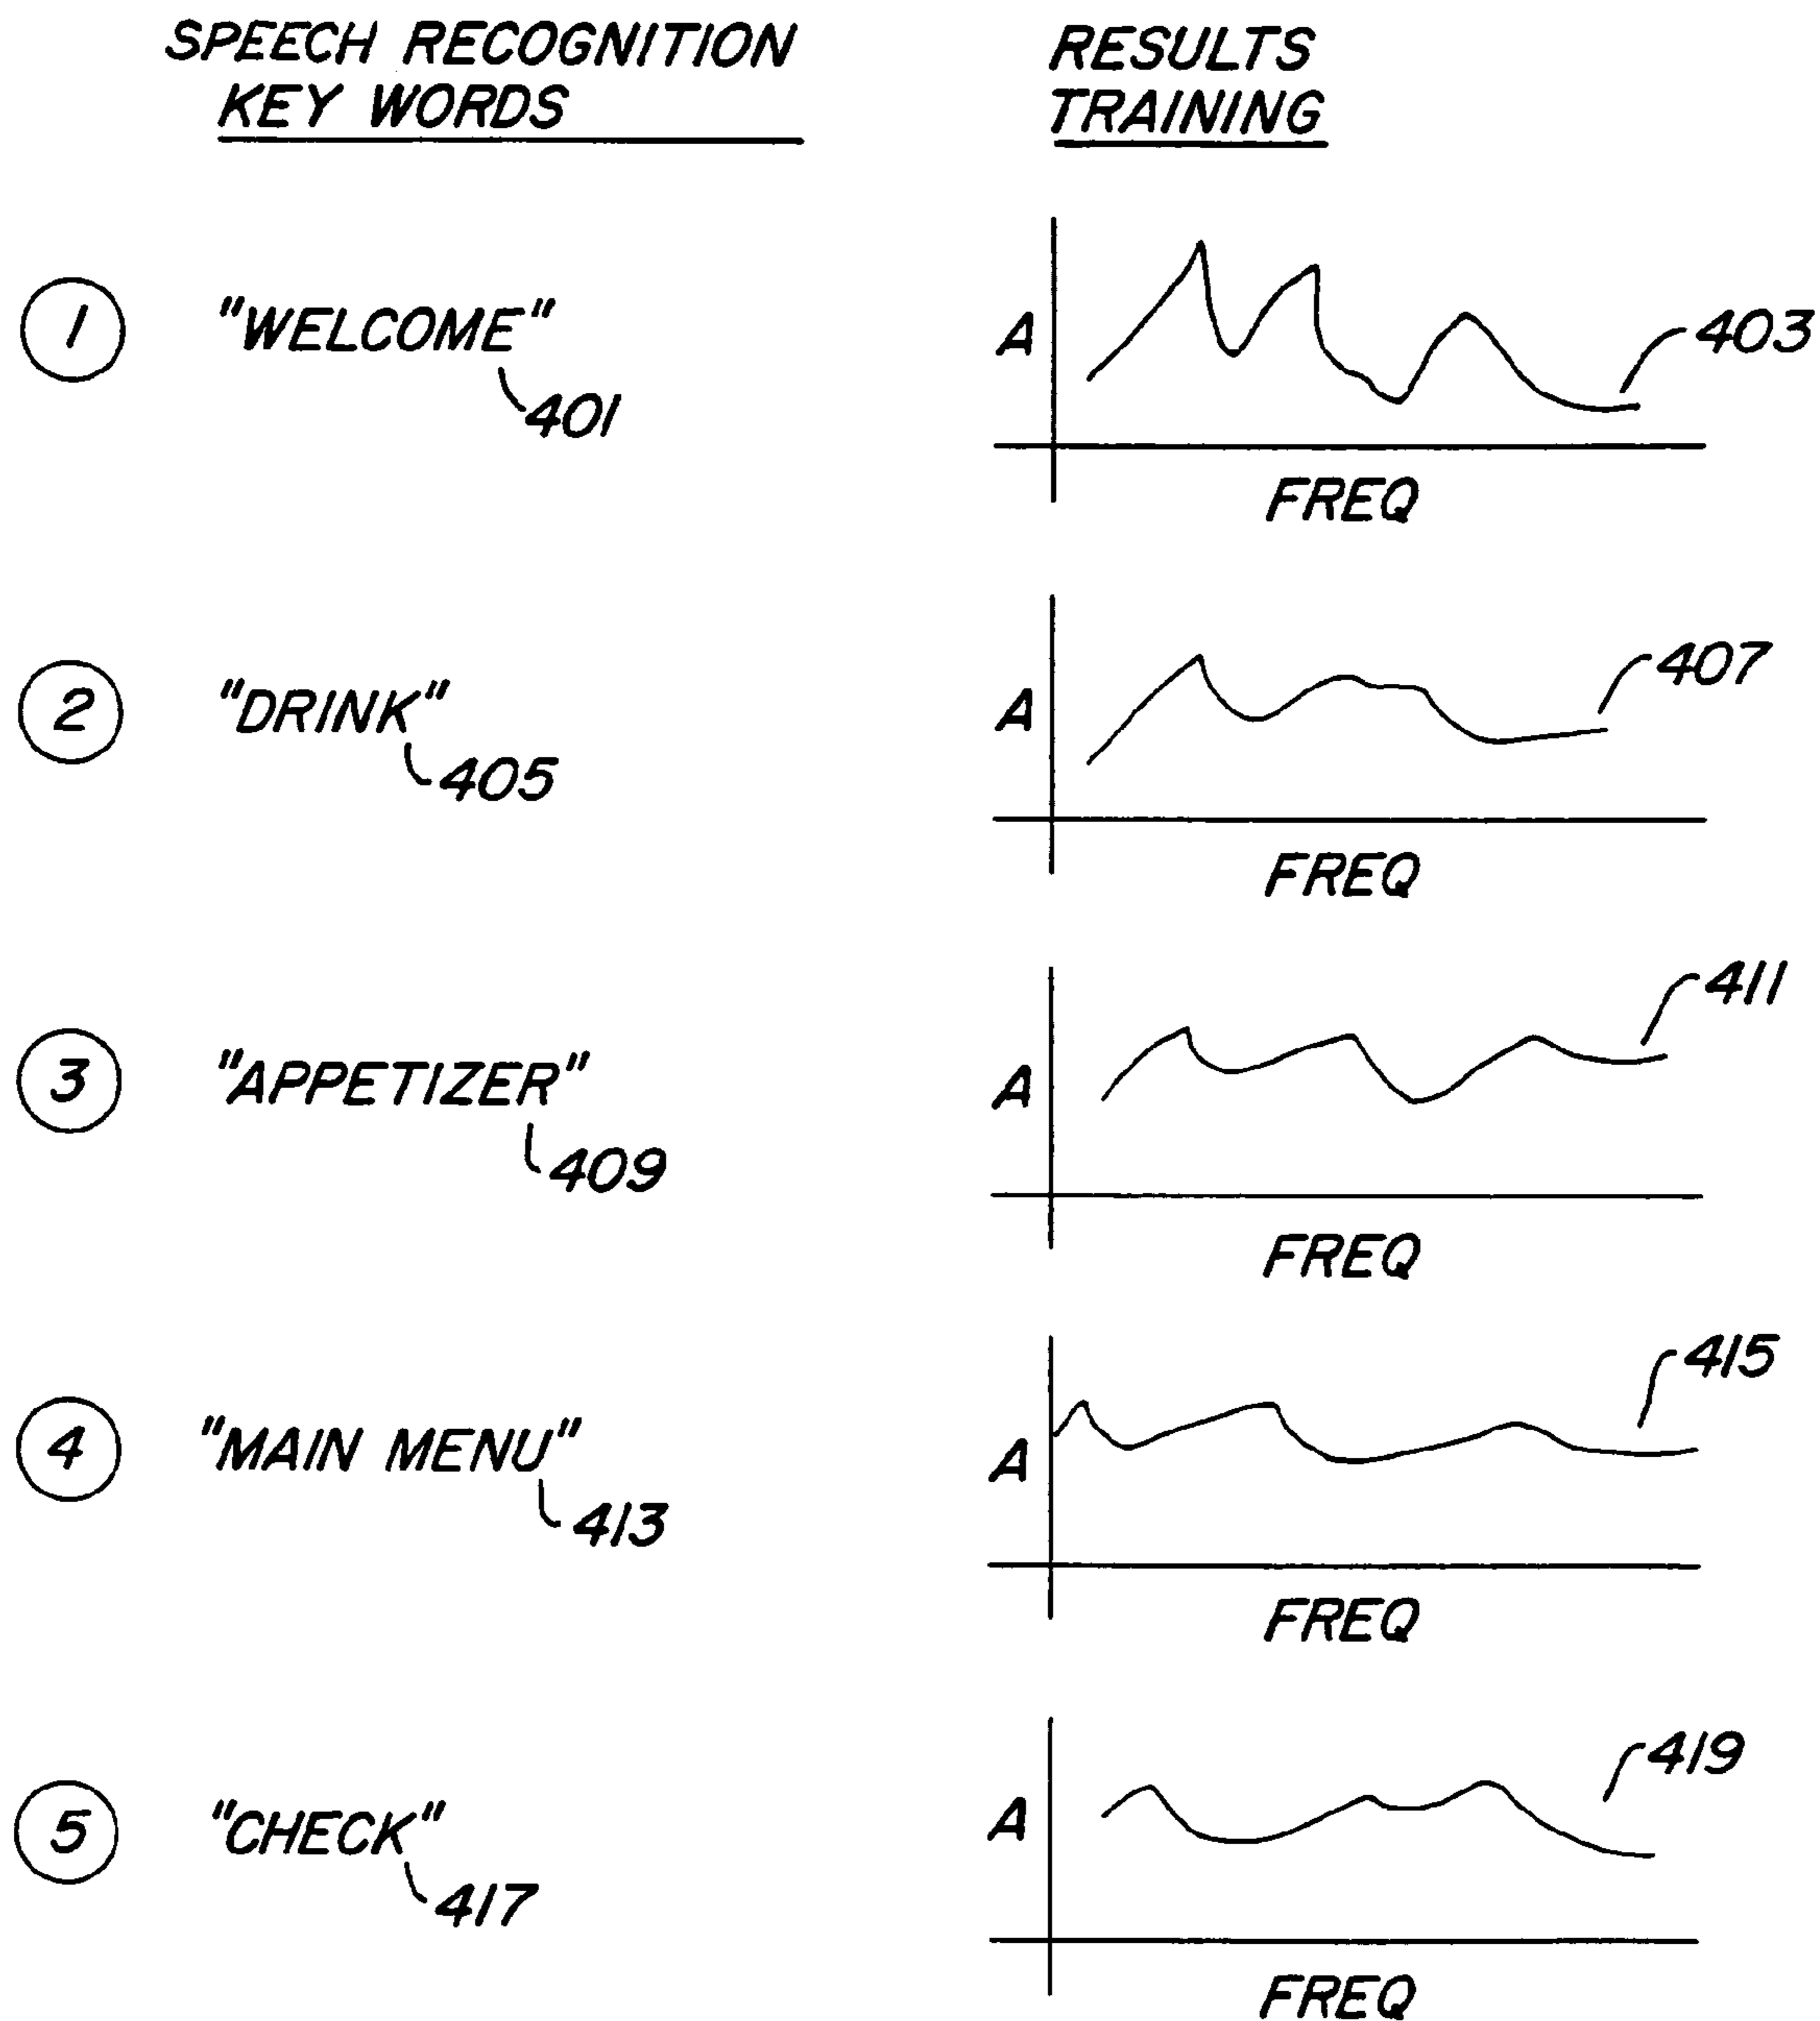 SPEECH RECOGNITION
KEY WORDS
RESULTS
TRAINING
1
"WELCOME"
401
A
403
FREQ
2
"DRINK"
405
A
407
FREQ
3
"APPETIZER"
409
A
411
FREQ
4
"MAIN MENU"
413
A
415
FREQ
5
"CHECK"
417
A
419
FREQ